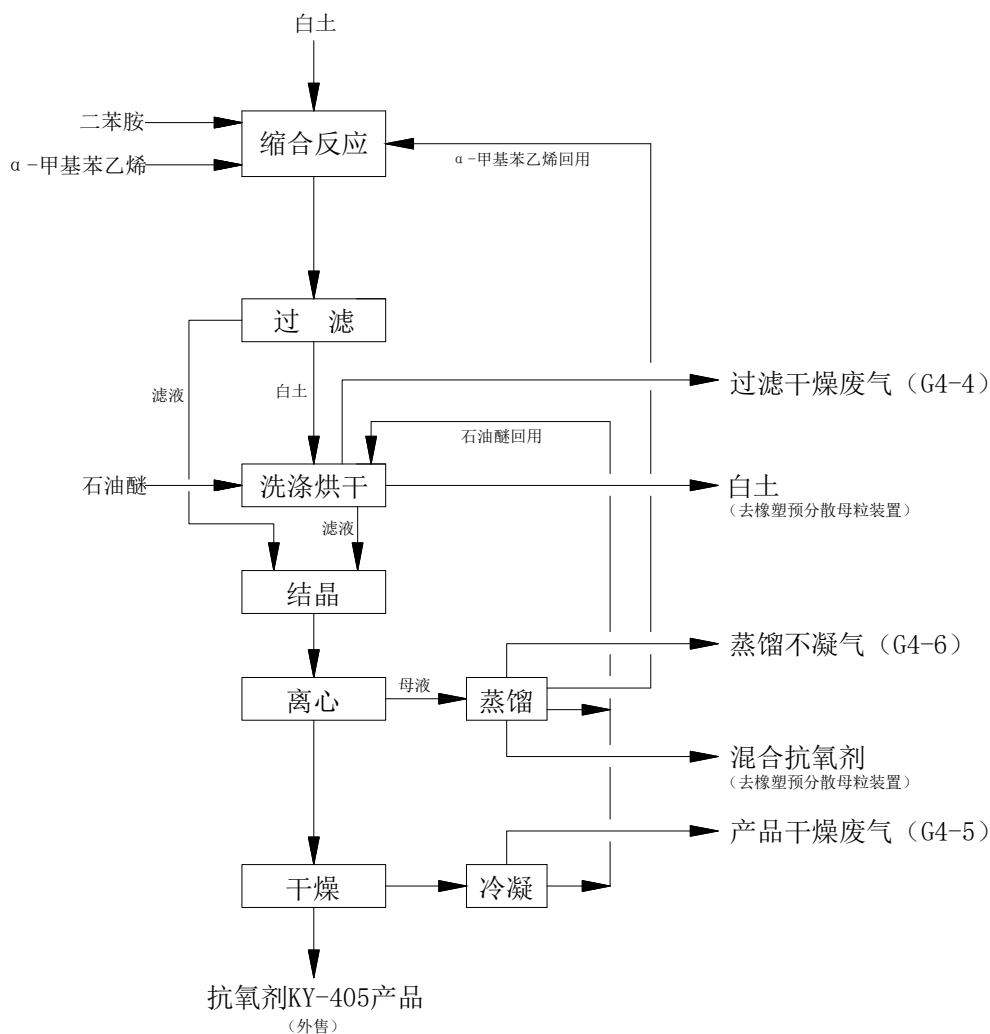 白土
二苯胺
α-甲基苯乙烯
缩合反应
α-甲基苯乙烯回用
过 滤
滤液
白土
过滤干燥废气（G4-4）
石油醚回用
石油醚
洗涤烘干
白土
（去橡塑预分散母粒装置）
滤液
结晶
蒸馏不凝气（G4-6）
离心
母液
蒸馏
混合抗氧剂
（去橡塑预分散母粒装置）
产品干燥废气（G4-5）
干燥
冷凝
抗氧剂KY-405产品
（外售）